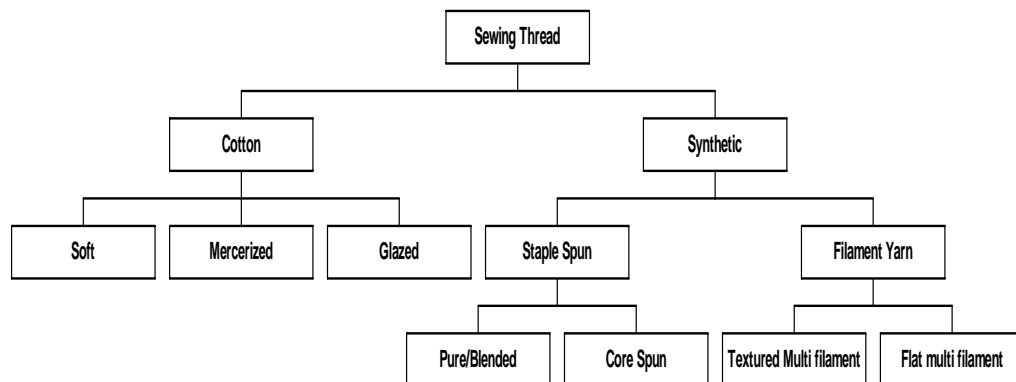 Sewing Thread
Cotton
Synthetic
Soft
Mercerized
Glazed
Staple Spun
Filament Yarn
Pure/Blended
Core Spun
Textured Multi filament
Flat multi filament